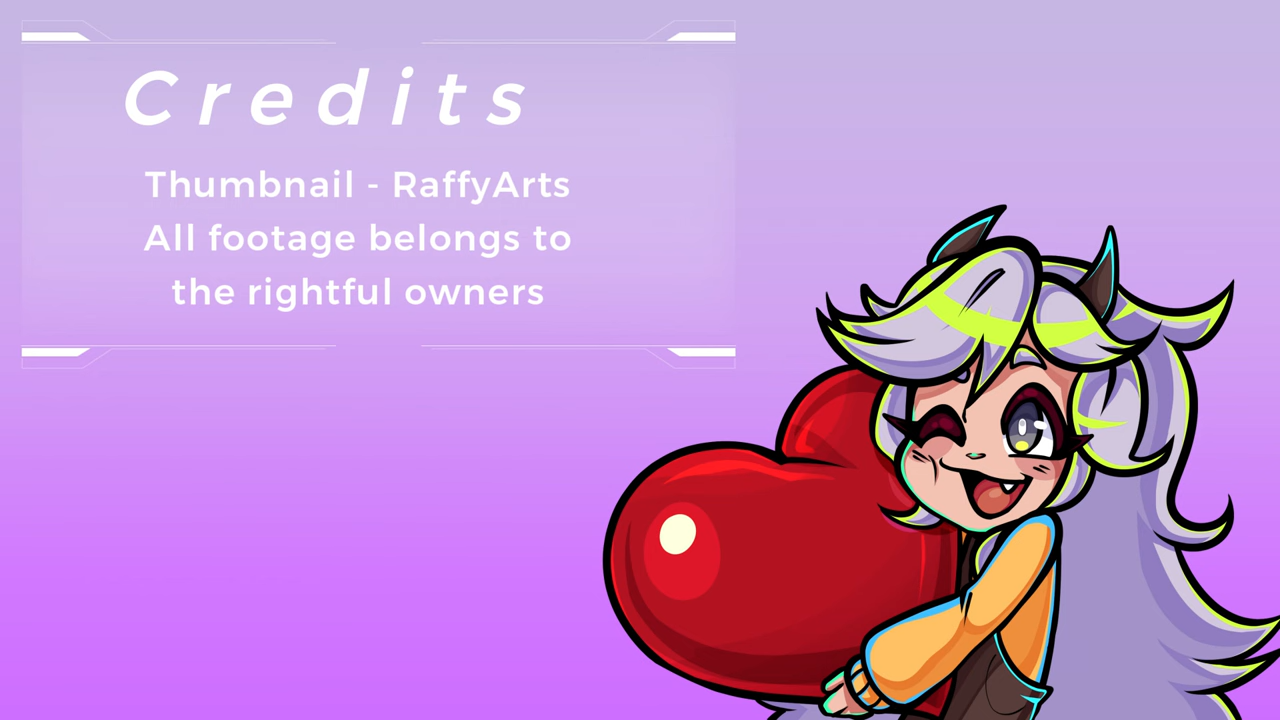 Credits
Thumbnail - RaffyArts
All footage belongs to
the rightful owners